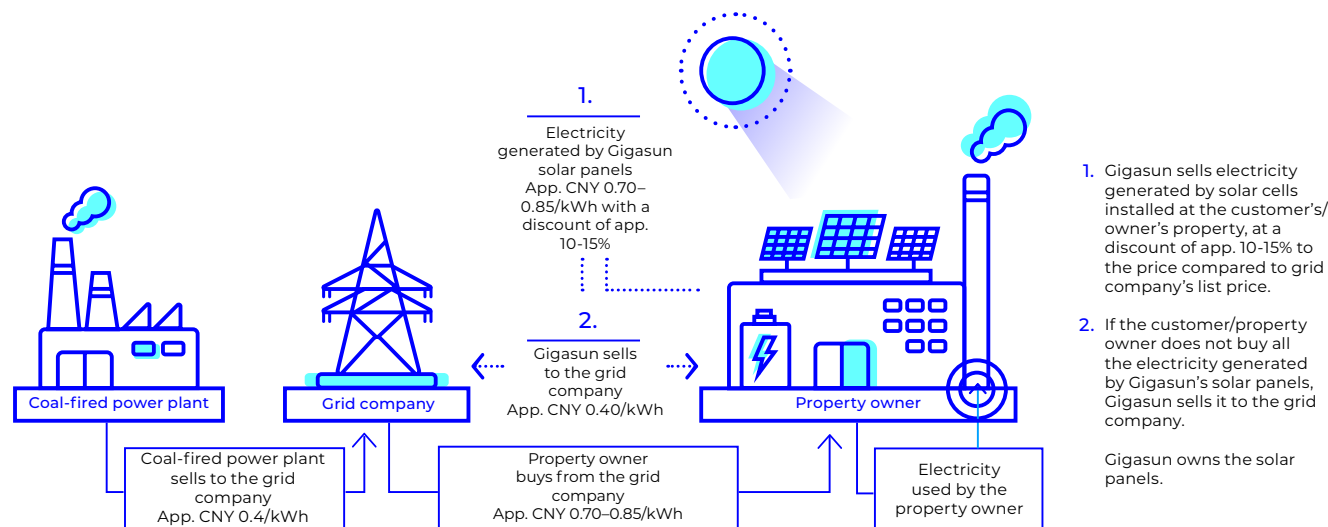 1.
Electricity
generated by Gigasun
solar panels
App. CNY 0.70–
0.85/kWh with a
discount of app.
10-15%
2.
Gigasun sells
to the grid
company
App. CNY 0.40/kWh
Coal-fired power plant
Grid company
Property owner
Coal-fired power plant
sells to the grid
company
App. CNY 0.4/kWh
Property owner
buys from the grid
company
App. CNY 0.70–0.85/kWh
Electricity
used by the
property owner
1. Gigasun sells electricity
generated by solar cells
installed at the customer's/
owner's property, at a
discount of app. 10-15% to
the price compared to grid
company's list price.
2. If the customer/property
owner does not buy all
the electricity generated
by Gigasun's solar panels,
Gigasun sells it to the grid
company.
Gigasun owns the solar
panels.